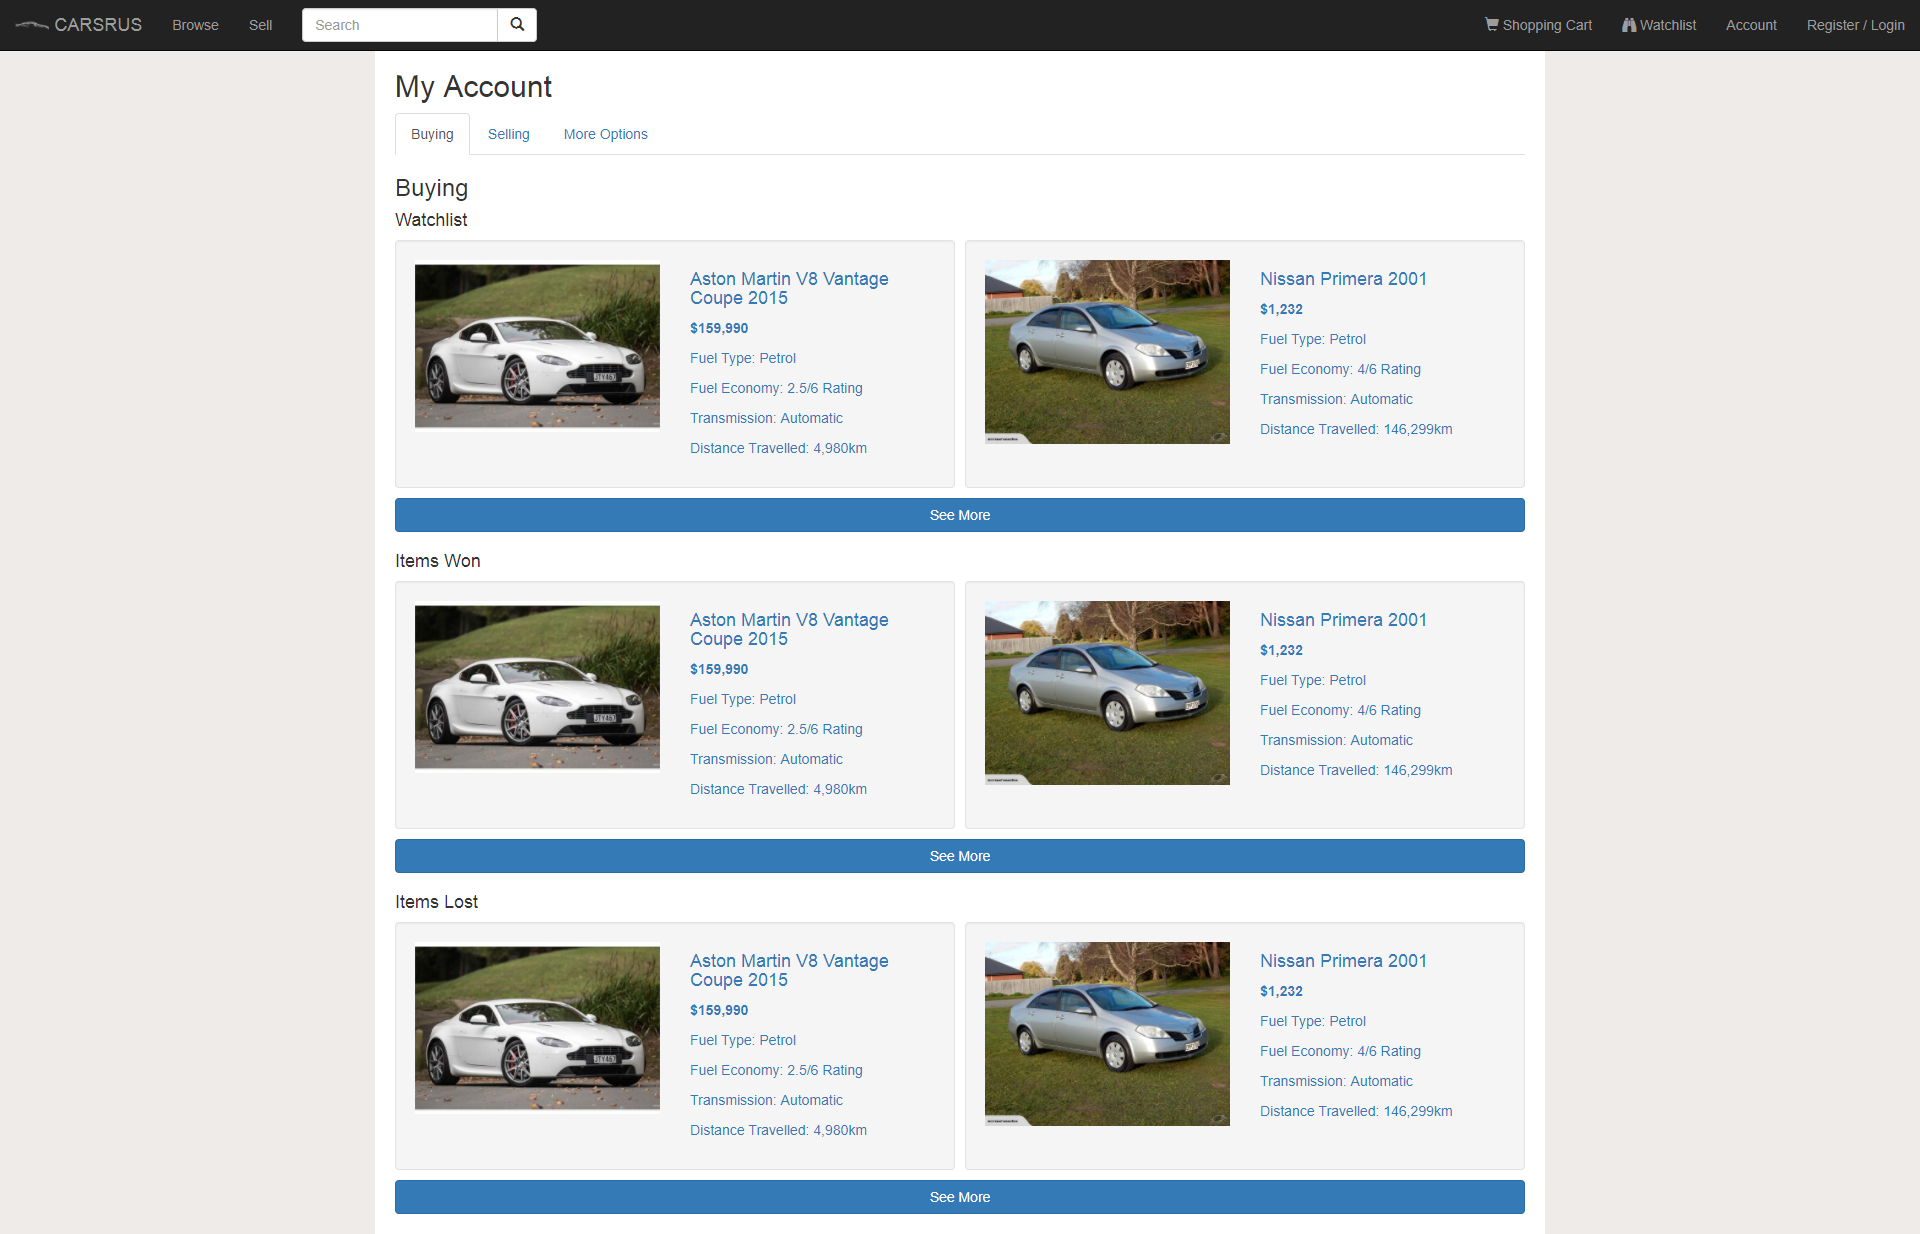 CARSRUS
Browse
Sell
Search
Shopping Cart
Watchlist
Account
Register / Login
My Account
Buying
Selling
More Options
Buying
Watchlist
Aston Martin V8 Vantage
Coupe 2015
$159,990
Fuel Type: Petrol
Fuel Economy: 2.5/6 Rating
Transmission: Automatic
Distance Travelled: 4,980km
JTY467
Nissan Primera 2001
$1,232
Fuel Type: Petrol
Fuel Economy: 4/6 Rating
Transmission: Automatic
Distance Travelled: 146,299km
See More
Items Won
Aston Martin V8 Vantage
Coupe 2015
$159,990
Fuel Type: Petrol
Fuel Economy: 2.5/6 Rating
Transmission: Automatic
Distance Travelled: 4,980km
JTY467
Nissan Primera 2001
$1,232
Fuel Type: Petrol
Fuel Economy: 4/6 Rating
Transmission: Automatic
Distance Travelled: 146,299km
See More
Items Lost
Aston Martin V8 Vantage
Coupe 2015
$159,990
Fuel Type: Petrol
Fuel Economy: 2.5/6 Rating
Transmission: Automatic
Distance Travelled: 4,980km
JTY467
Nissan Primera 2001
$1,232
Fuel Type: Petrol
Fuel Economy: 4/6 Rating
Transmission: Automatic
Distance Travelled: 146,299km
See More